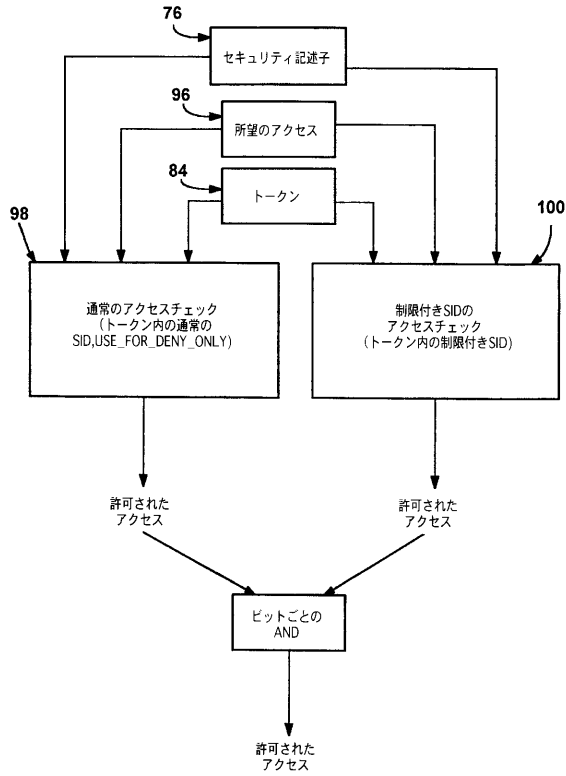 76
セキュリティ記述子
96
所望のアクセス
84
トークン
98
100
通常のアクセスチェック
(トークン内の通常の
SID,USE_FOR_DENY_ONLY)
制限付きSIDの
アクセスチェック
(トークン内の制限付きSID)
許可された
アクセス
許可された
アクセス
ビットごとの
AND
許可された
アクセス